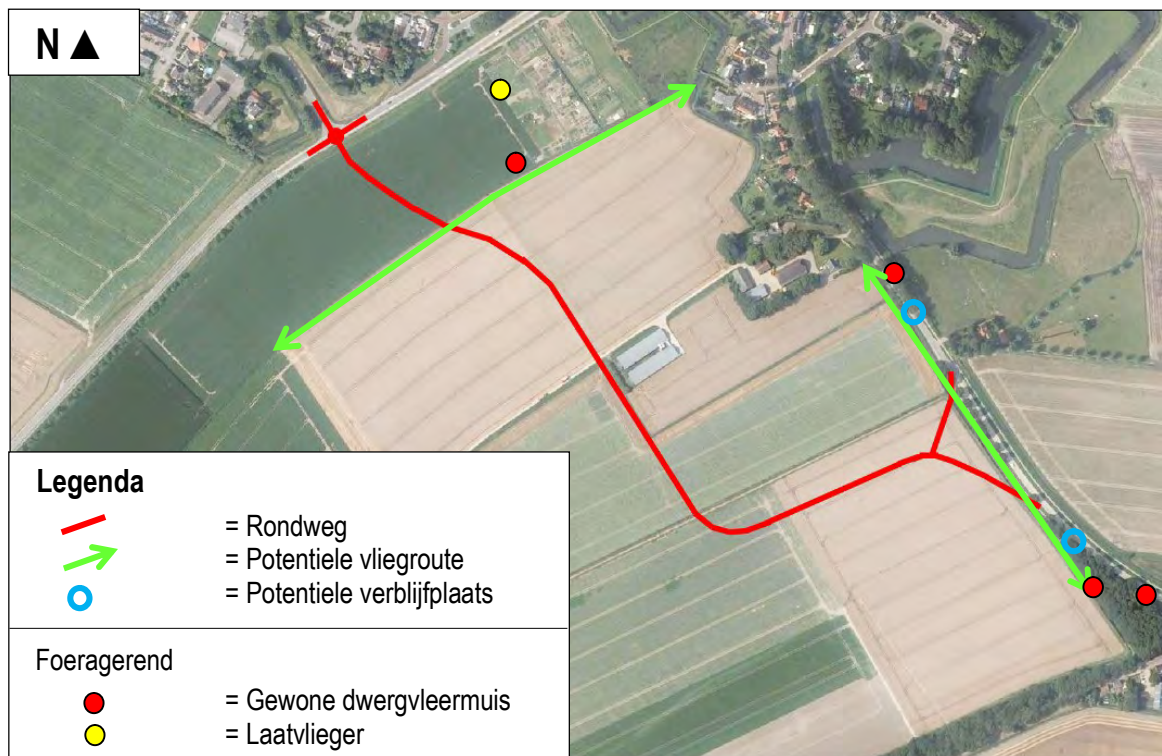 N ▲
Legenda
= Rondweg
= Potentiele vliegroute
= Potentiele verblijfplaats
Foeragerend
= Gewone dwergvleermuis
= Laatvlieger